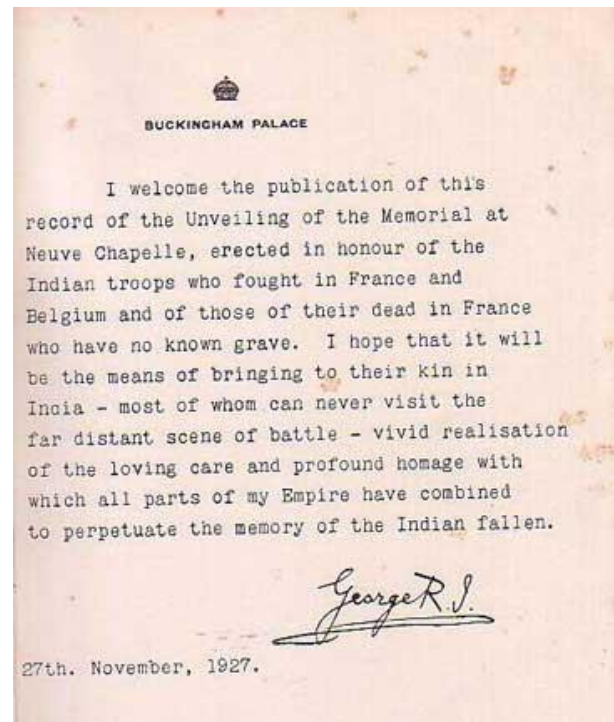 BUCKINGHAM PALACE
I welcome the publication of this
record of the Unveiling of the Memorial at
Neuve Chapelle, erected in honour of the
Indian troops who fought in France and
Belgium and of those of their dead in France
who have no known grave. I hope that it will
be the means of bringing to their kin in
India - most of whom can never visit the
far distant scene of battle - vivid realisation
of the loving care and profound homage with
which all parts of my Empire have combined
to perpetuate the memory of the Indian fallen.
George R.I.
27th. November, 1927.